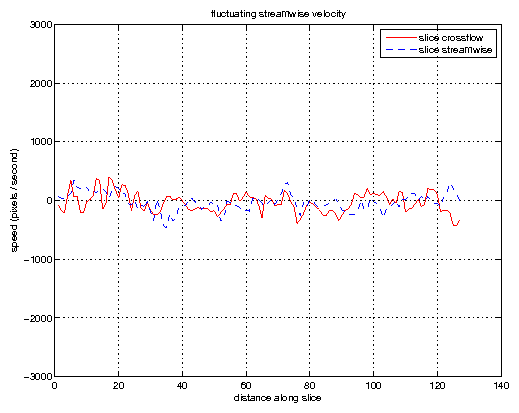 fluctuating streamwise velocity
3000
slice crossflow
slice streamwise
2000
1000
0
−1000
−2000
−3000
speed (pixels / second)
0 20 40 60 80 100 120 140
distance along slice